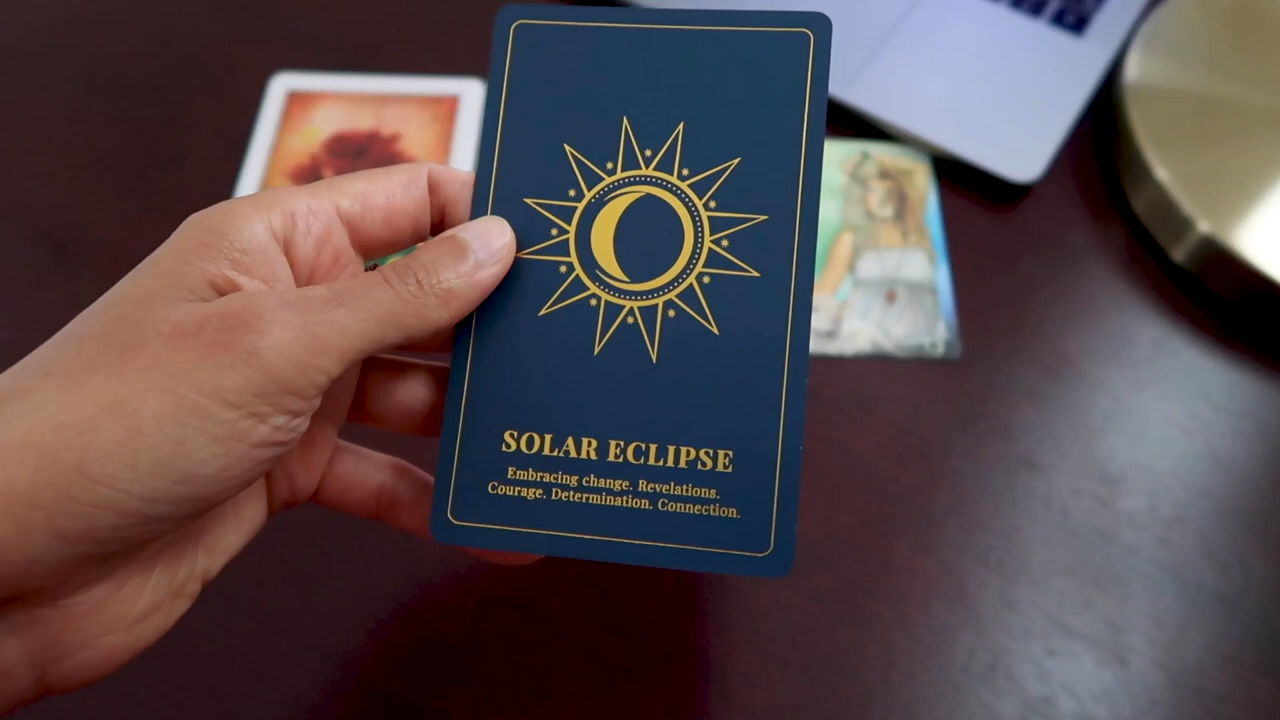 SOLAR ECLIPSE
Embracing change. Revelations.
Courage. Determination. Connection.